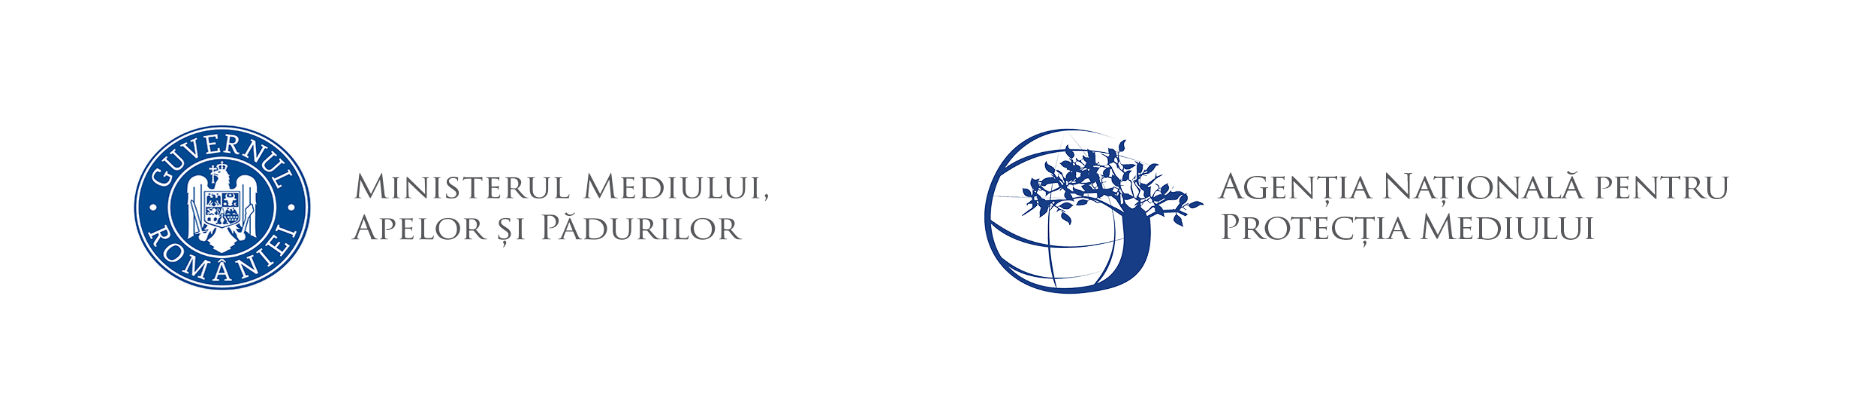 GUVERNUL
ROMÂNIEI
MINISTERUL MEDIULUI,
APELOR ȘI PĂDURILOR
AGENȚIA NAȚIONALĂ PENTRU
PROTECȚIA MEDIULUI